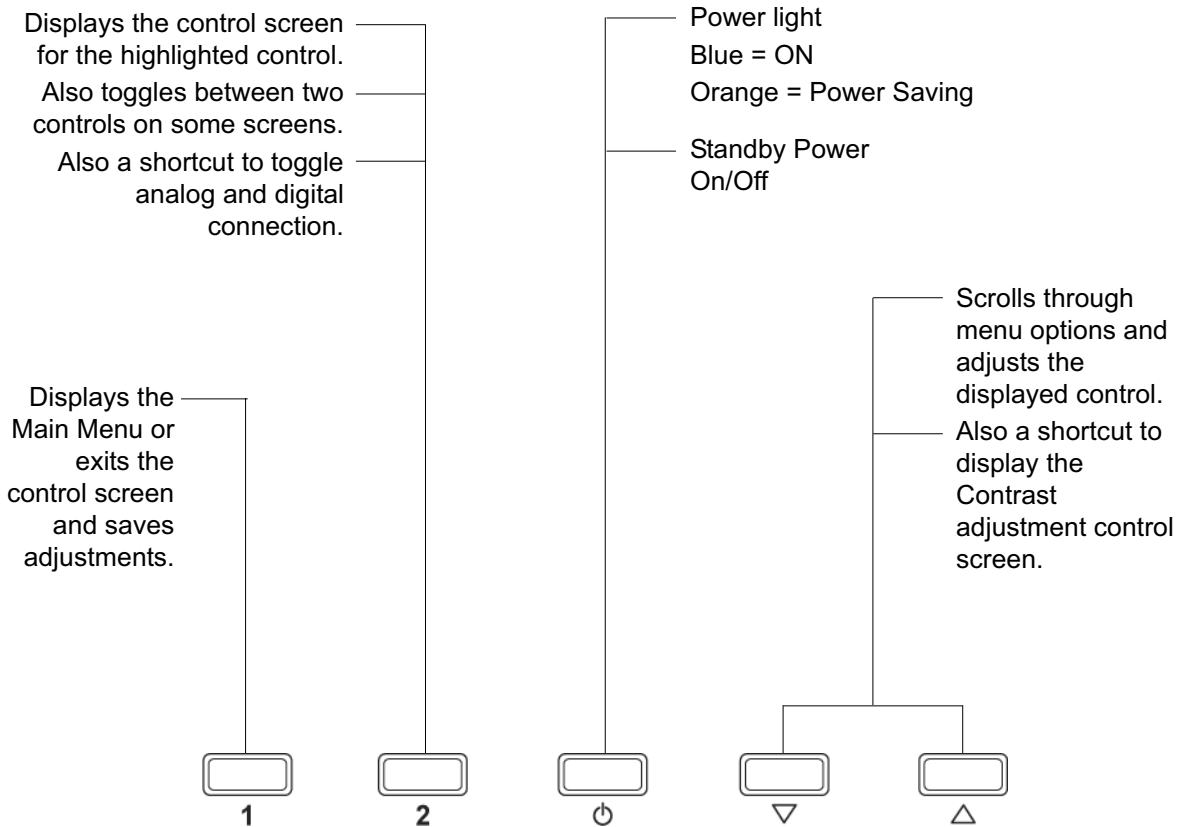 Displays the control screen
for the highlighted control.
Also toggles between two
controls on some screens.
Also a shortcut to toggle
analog and digital
connection.
Power light
Blue = ON
Orange = Power Saving
Standby Power
On/Off
Displays the
Main Menu or
exits the
control screen
and saves
adjustments.
Scrolls through
menu options and
adjusts the
displayed control.
Also a shortcut to
display the
Contrast
adjustment control
screen.
1
2